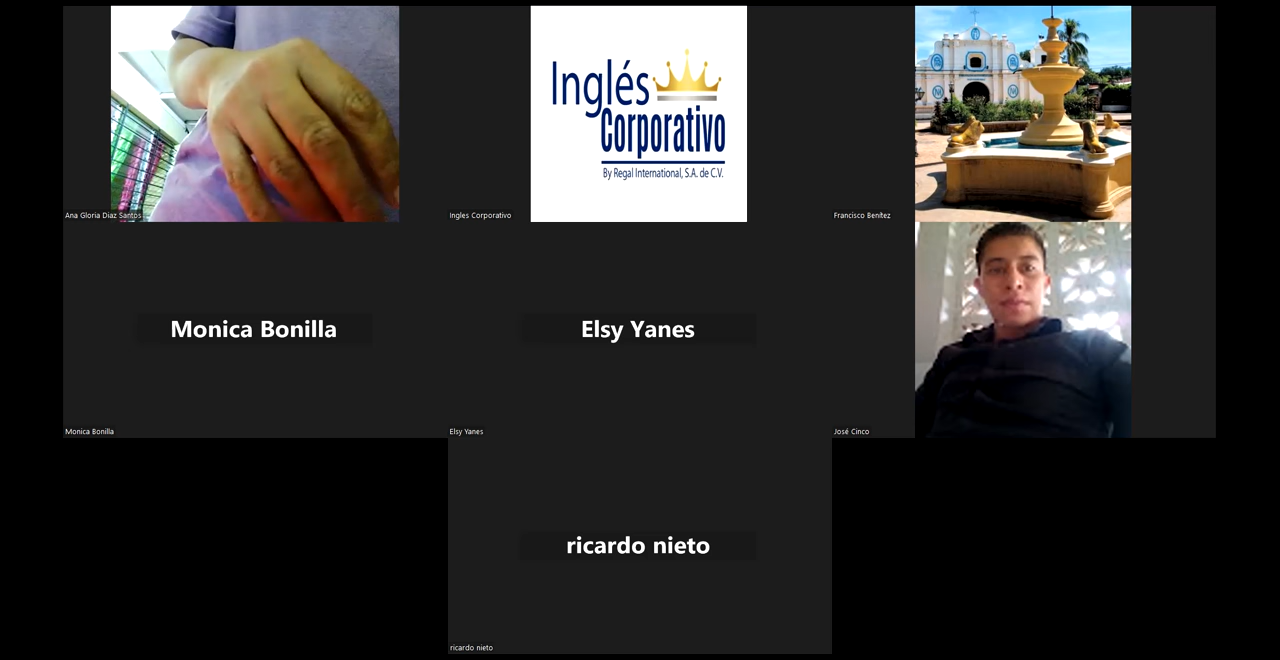 Inglés
Corporativo
By Regal International, S.A. de C.V.
Ana Gloria Diaz Santos
Ingles Corporativo
Francisco Benítez
Monica Bonilla
Elsy Yanes
Monica Bonilla
Elsy Yanes
José Cinco
ricardo nieto
ricardo nieto